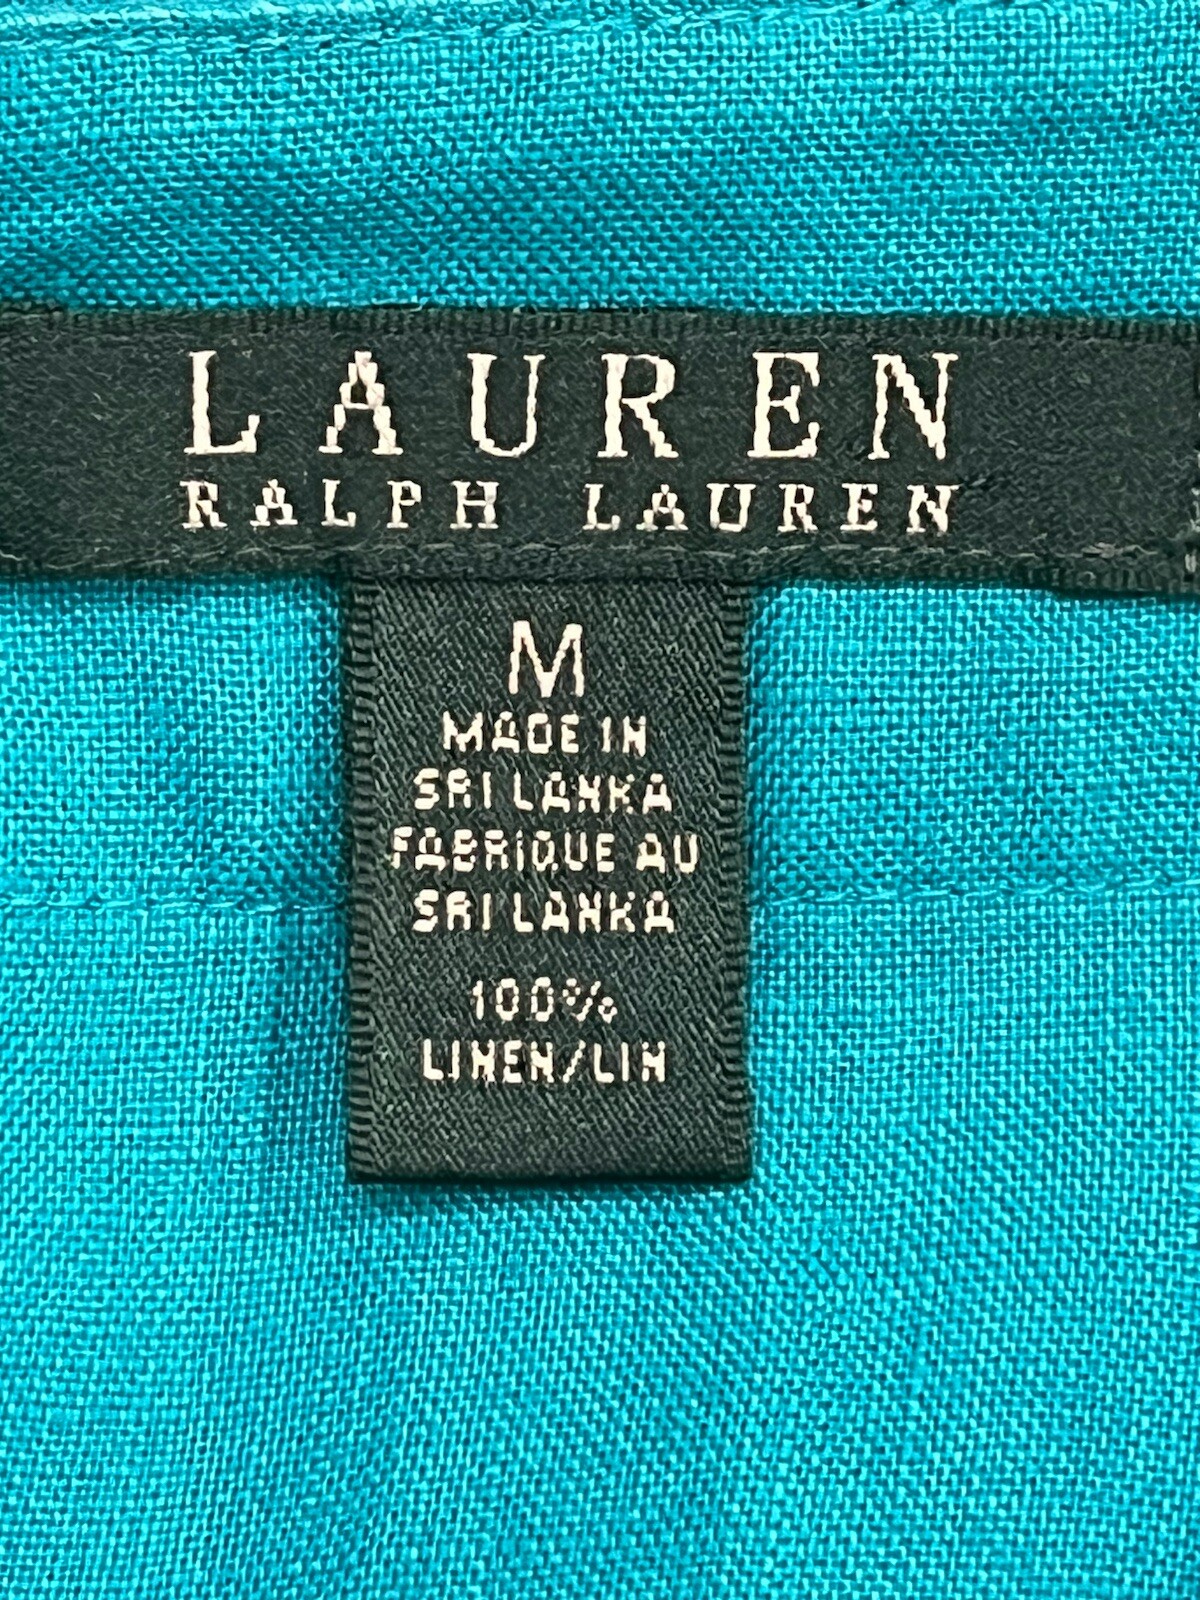 LAUREN
RALPH LAUREN
M
MADE IN
SRI LANKA
FABRIQUE AU
SRI LANKA
100%
LINEN/LIN